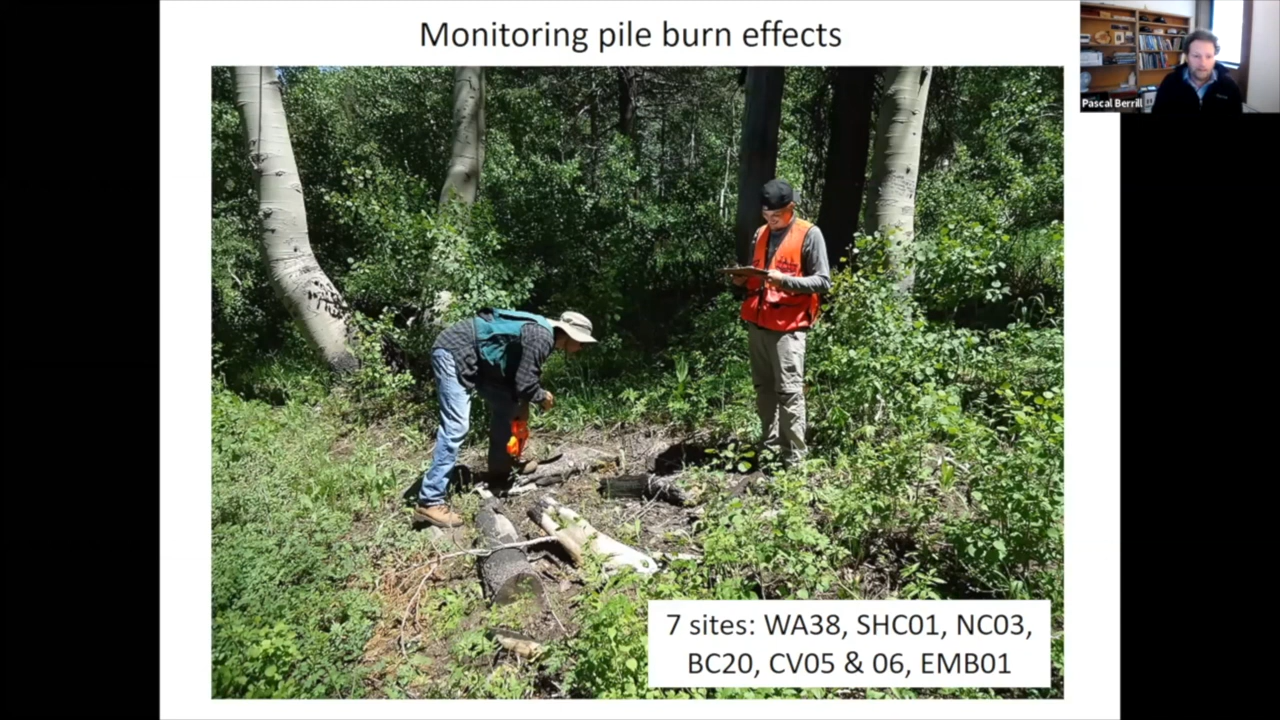 Monitoring pile burn effects
Pascal Berrill
7 sites: WA38, SHC01, NC03,
BC20, CV05 & 06, EMB01